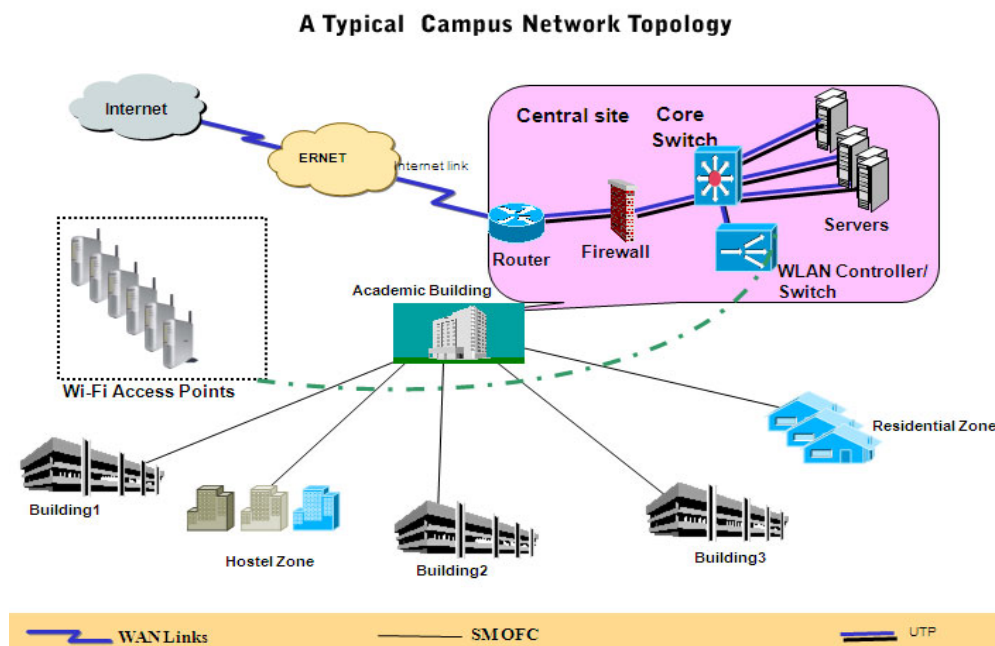 A Typical Campus Network Topology
Internet
ERNET
Internet link
Central site
Core
Switch
Servers
Router
Firewall
WLAN Controller/
Switch
Academic Building
Wi-Fi Access Points
Residential Zone
Building1
Hostel Zone
Building2
Building3
WAN Links
SM OFC
UTP